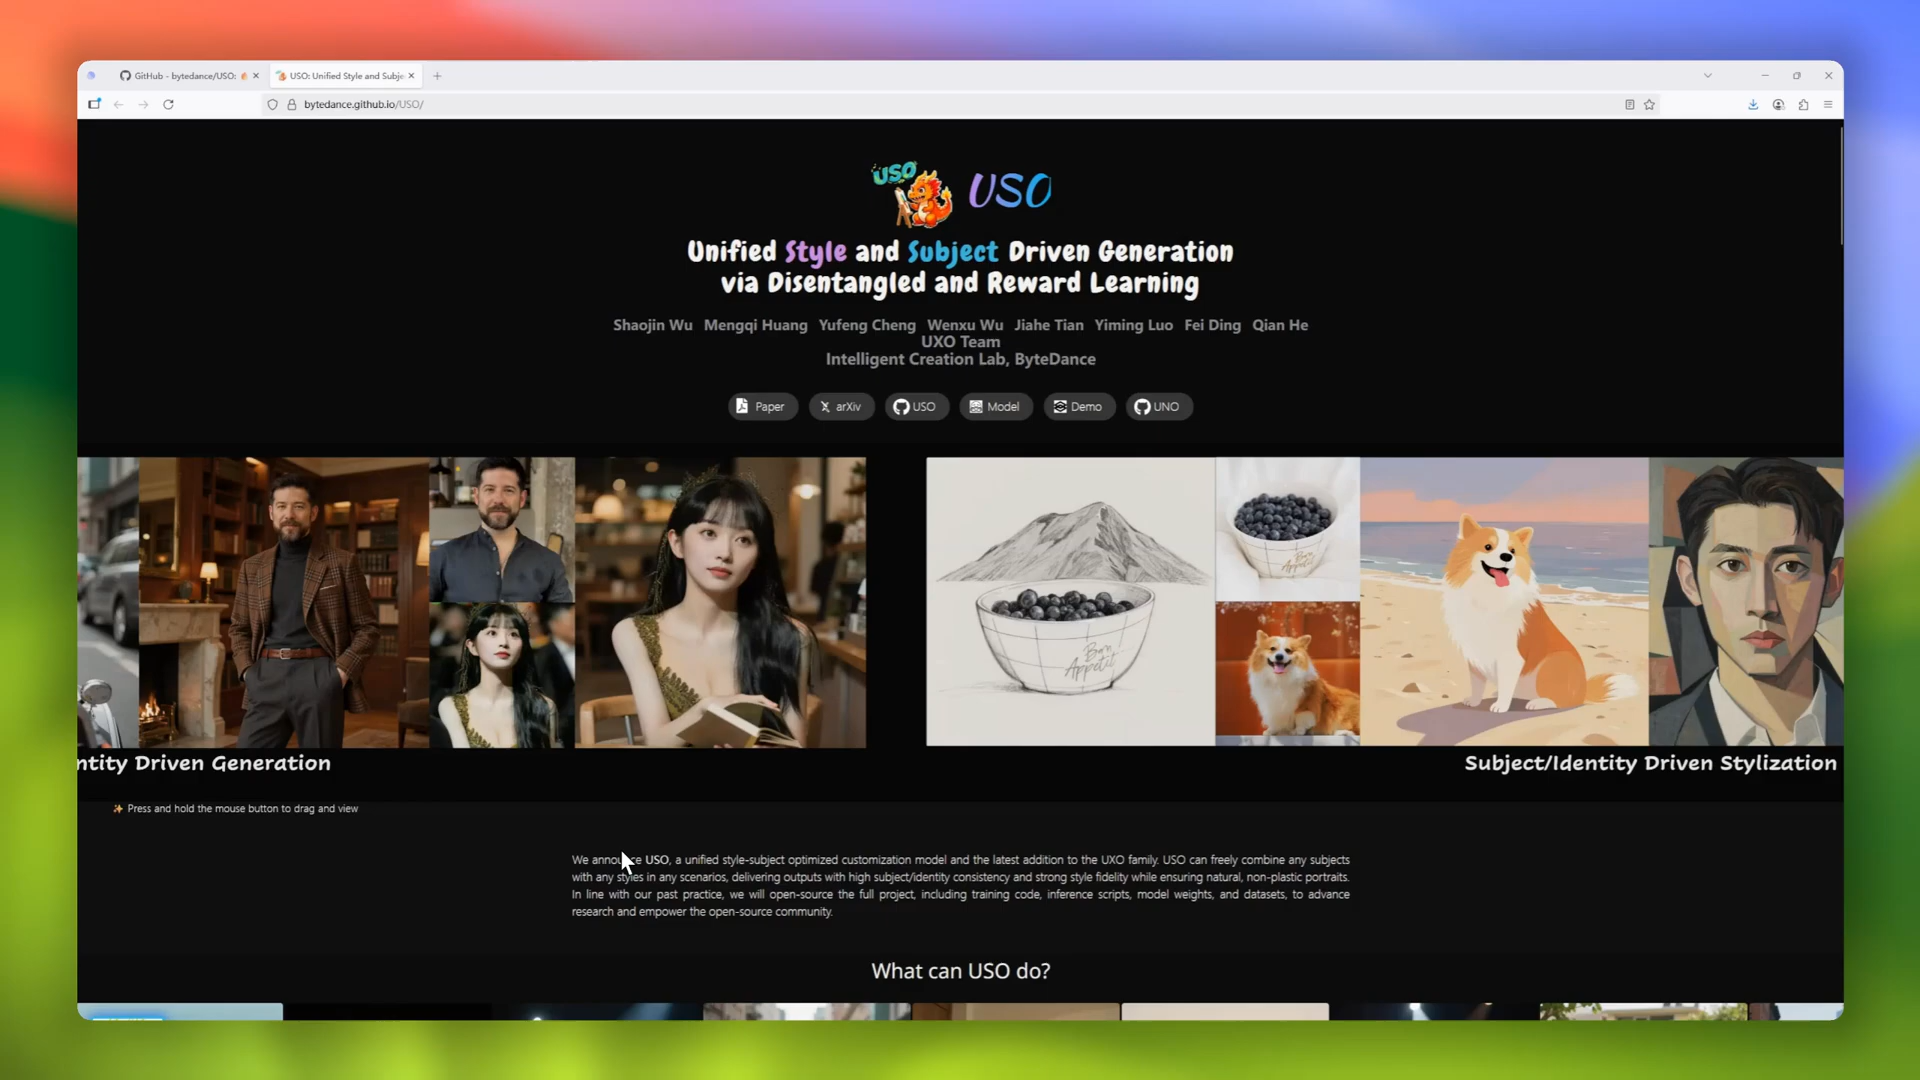 GitHub - bytedance/USO:
USO: Unified Style and Subje
bytedance.github.io/USO/
USO
USO
Unified Style and Subject Driven Generation
via Disentangled and Reward Learning
Shaojin Wu Mengqi Huang Yufeng Cheng Wenxu Wu Jiahe Tian Yiming Luo Fei Ding Qian He
UXO Team
Intelligent Creation Lab, ByteDance
Paper
arXiv
USO
Model
Demo
UNO
Bon
Appetit
Bon
Appetit
ntity Driven Generation
Subject/Identity Driven Stylization
Press and hold the mouse button to drag and view
We announce USO, a unified style-subject optimized customization model and the latest addition to the UXO family. USO can freely combine any subjects
with any styles in any scenarios, delivering outputs with high subject/identity consistency and strong style fidelity while ensuring natural, non-plastic portraits.
In line with our past practice, we will open-source the full project, including training code, inference scripts, model weights, and datasets, to advance
research and empower the open-source community.
What can USO do?